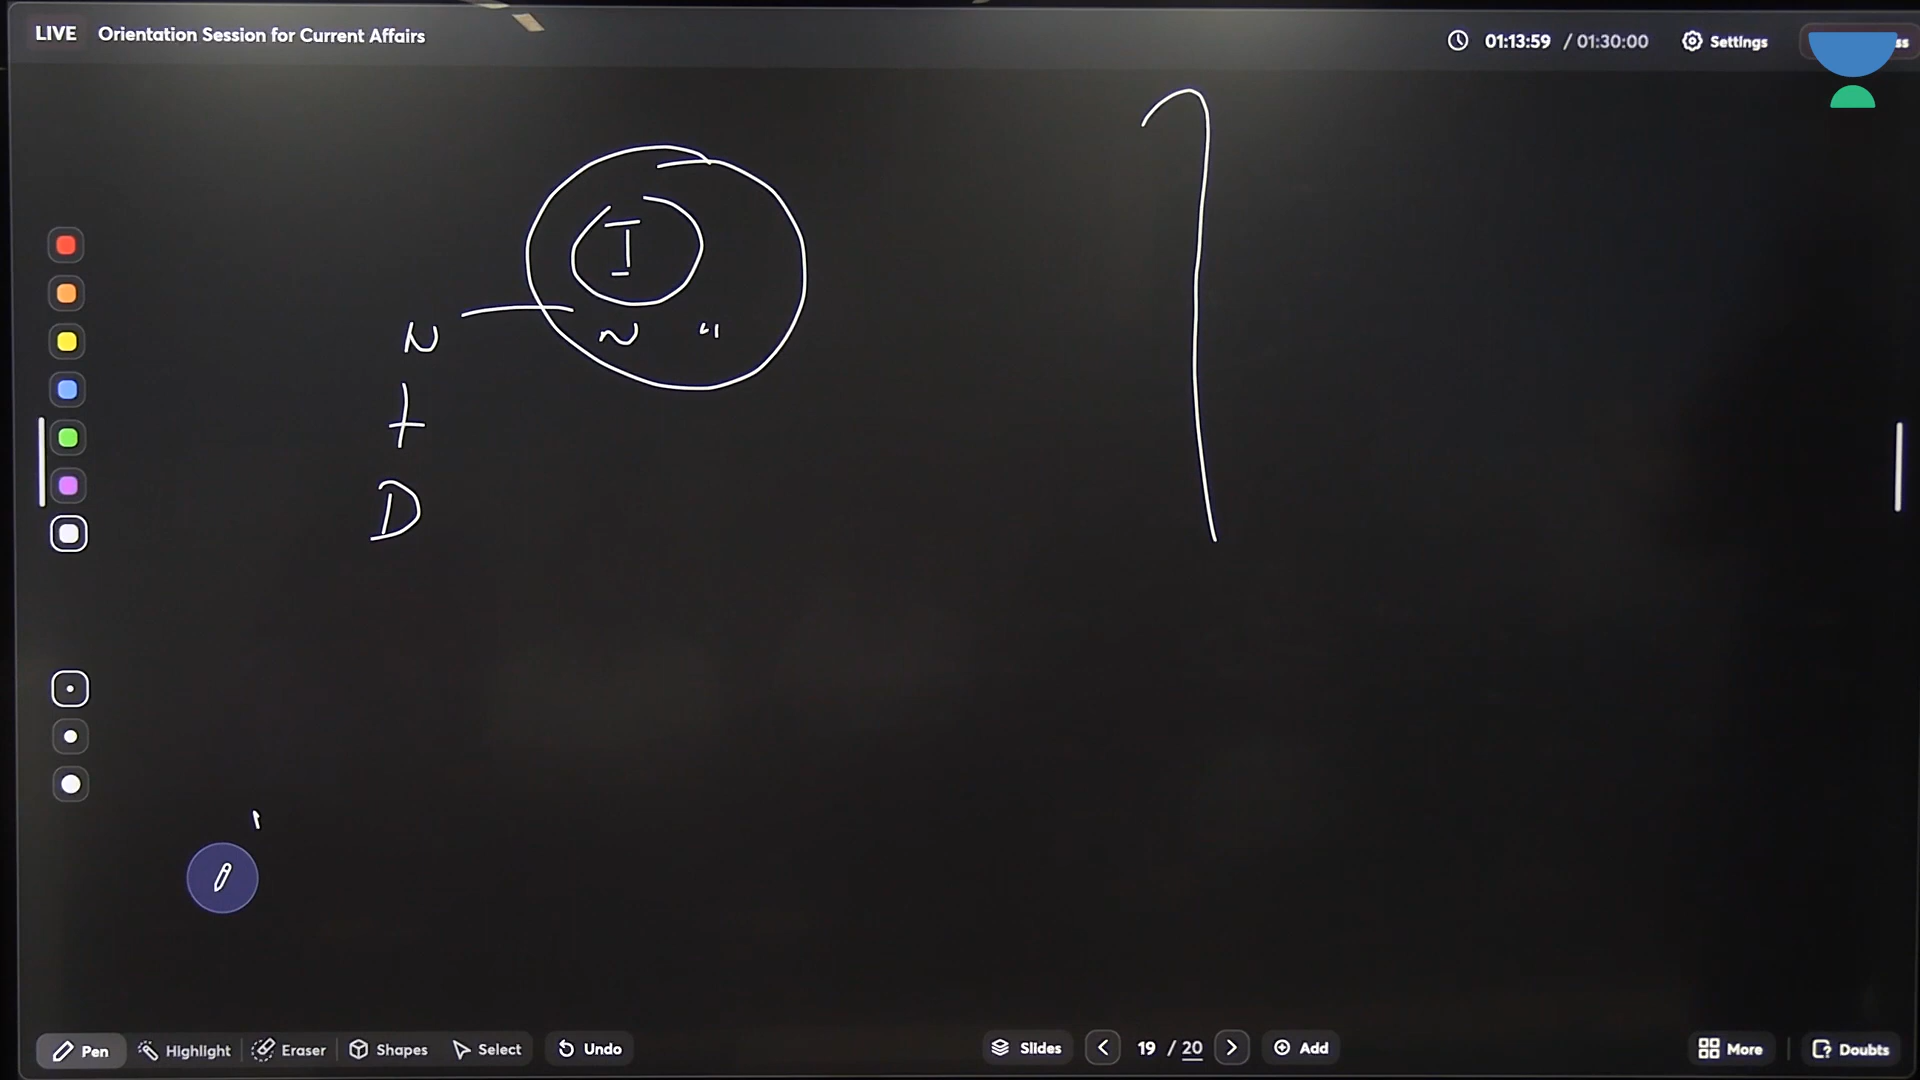 LIVE Orientation Session for Current Affairs 01:13:59 / 01:30:00 Settings
I
N N
+
D
Pen Highlight Eraser Shapes Select Undo Slides 19 / 20 Add More Doubts